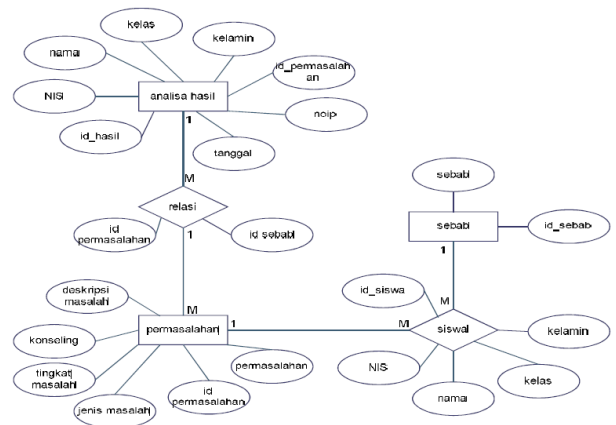 kelas
kelamin
nama
id_permasalah
an
NIS
analisa hasil
noip
id_hasil
1
tanggal
M
sebab
relasi
id
permasalahan
1
id sebab
sebab
id_sebab
1
deskripsi
masalah
id_siswa
M
M
konseling
permasalahan
1
M
siswa
kelamin
tingkat
masalah
permasalahan
NIS
kelas
jenis masalah
id
permasalahan
nama